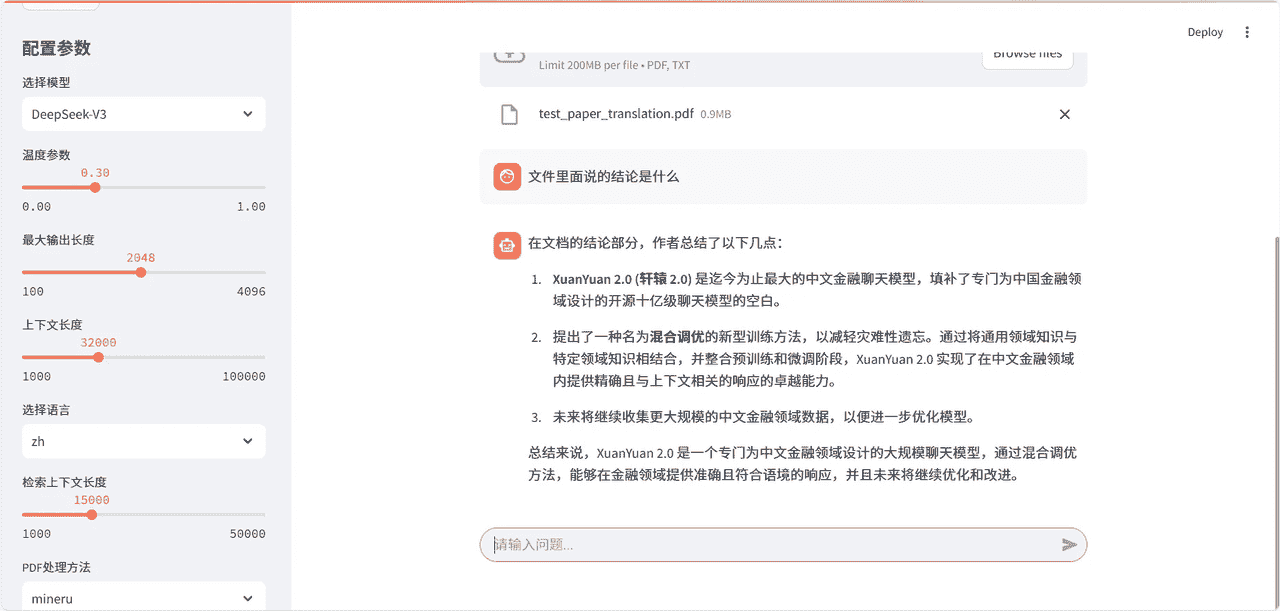 配置参数
选择模型
DeepSeek-V3
温度参数
0.30
0.00 1.00
最大输出长度
2048
100 4096
上下文长度
32000
1000 100000
选择语言
zh
检索上下文长度
15000
1000 50000
PDF处理方法
mineru
Deploy
Browse files
Limit 200MB per file • PDF, TXT
test_paper_translation.pdf 0.9MB
文件里面说的结论是什么
在文档的结论部分，作者总结了以下几点：
1. XuanYuan 2.0 (轩辕 2.0) 是迄今为止最大的中文金融聊天模型，填补了专门为中国金融领
域设计的开源十亿级聊天模型的空白。
2. 提出了一种名为混合调优的新型训练方法，以减轻灾难性遗忘。通过将通用领域知识与
特定领域知识相结合，并整合预训练和微调阶段，XuanYuan 2.0 实现了在中文金融领域
内提供精确且与上下文相关的响应的卓越能力。
3. 未来将继续收集更大规模的中文金融领域数据，以便进一步优化模型。
总结来说，XuanYuan 2.0 是一个专门为中文金融领域设计的大规模聊天模型，通过混合调优
方法，能够在金融领域提供准确且符合语境的响应，并且未来将继续优化和改进。
请输入问题...